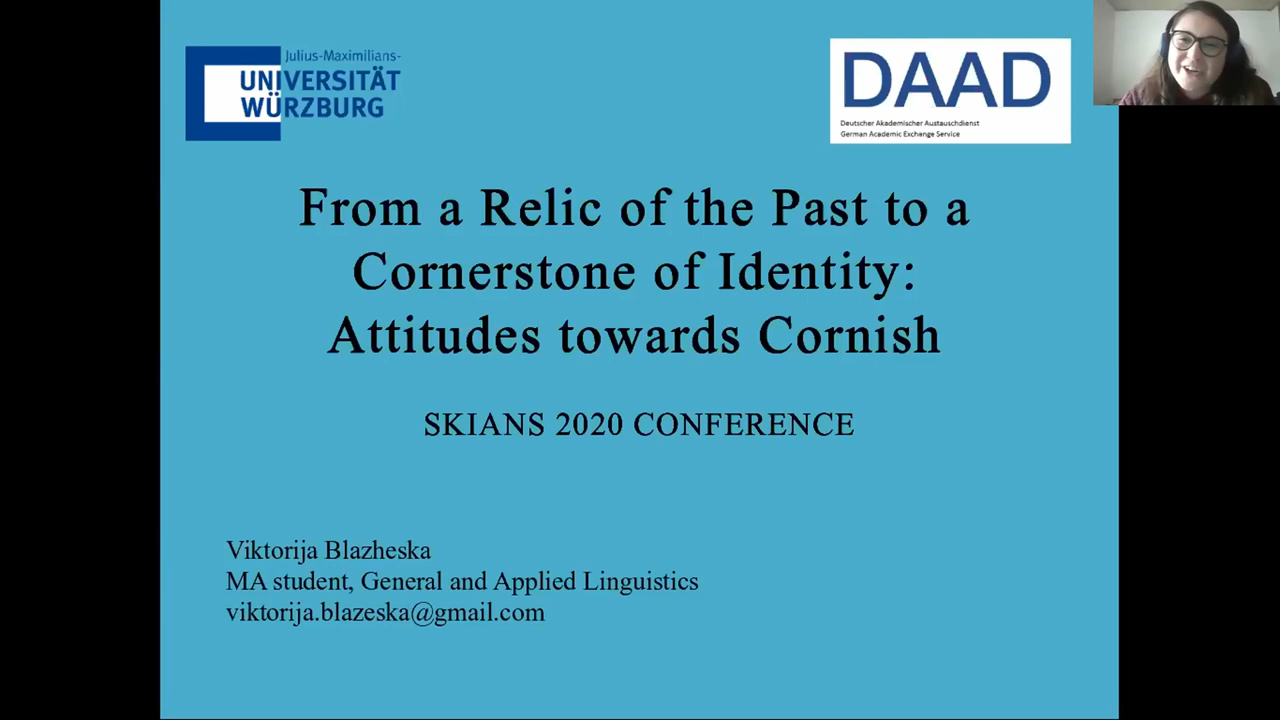 Julius-Maximilians-
UNIVERSITÄT
WÜRZBURG
DAAD
Deutscher Akademischer Austauschdienst
German Academic Exchange Service
From a Relic of the Past to a
Cornerstone of Identity:
Attitudes towards Cornish
SKIANS 2020 CONFERENCE
Viktorija Blazheska
MA student, General and Applied Linguistics
viktorija.blazeska@gmail.com